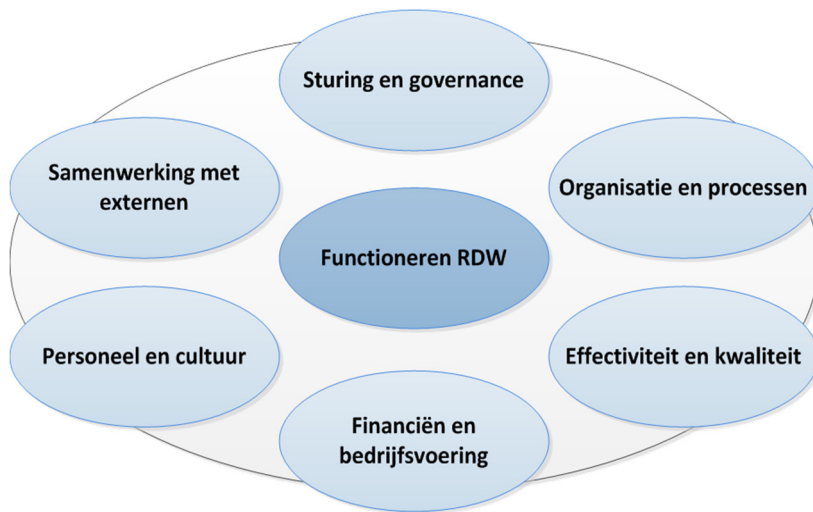 Sturing en governance
Samenwerking met
externen
Organisatie en processen
Functioneren RDW
Personeel en cultuur
Effectiviteit en kwaliteit
Financiën en
bedrijfsvoering